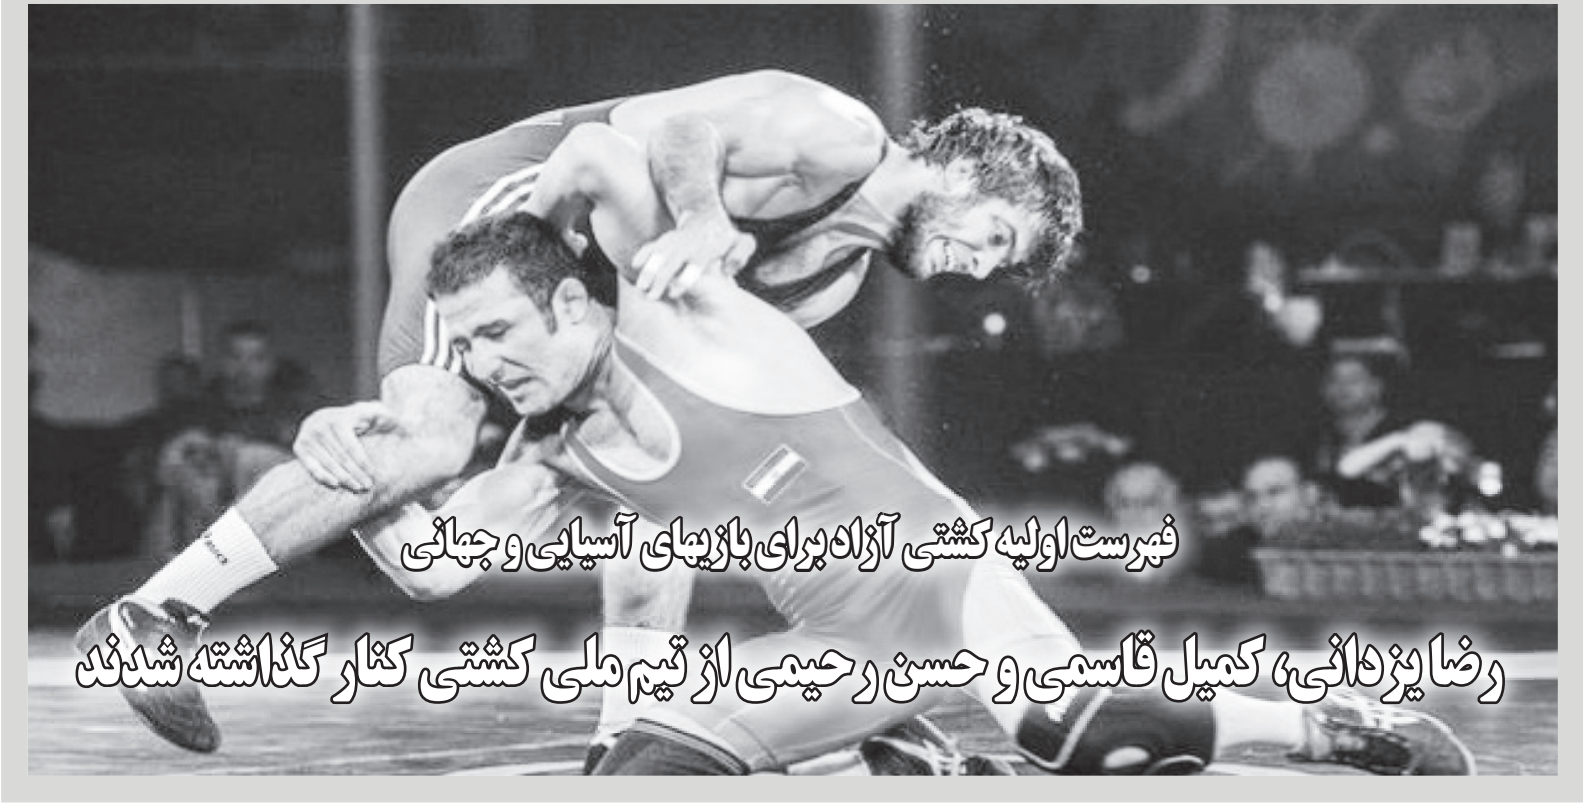 فهرست اولیه کشتی آزاد برای بازیهای آسیایی و جهانی
رضا یزدانی، کمیل قاسمی و حسن رحیمی از تیم ملی کشتی کنار گذاشته شدند